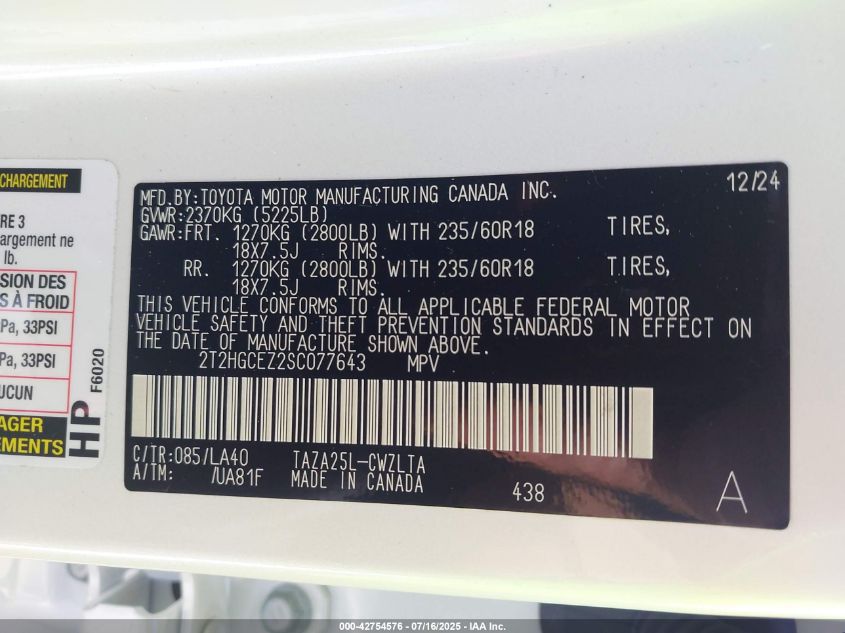 CHARGEMENT
RE 3
argement ne
lb.
SION DES
S À FROID
Pa, 33PSI
Pa, 33PSI
UCUN
AGER
EMENTS
HP
F6020
12/24
MFD.BY:TOYOTA MOTOR MANUFACTURING CANADA INC.
GVWR:2370KG (5225LB)
GAWR:FRT. 1270KG (2800LB) WITH 235/60R18 TIRES,
18X7.5J RIMS.
RR. 1270KG (2800LB) WITH 235/60R18 TIRES,
18X7.5J RIMS.
THIS VEHICLE CONFORMS TO ALL APPLICABLE FEDERAL MOTOR
VEHICLE SAFETY AND THEFT PREVENTION STANDARDS IN EFFECT ON
THE DATE OF MANUFACTURE SHOWN ABOVE.
2T2HGCEZ2SC077643 MPV
C/TR:085/LA40 TAZA25L-CWZLTA
A/TM: /UA81F MADE IN CANADA
438
A
000-42754576 - 07/16/2025 - IAA Inc.